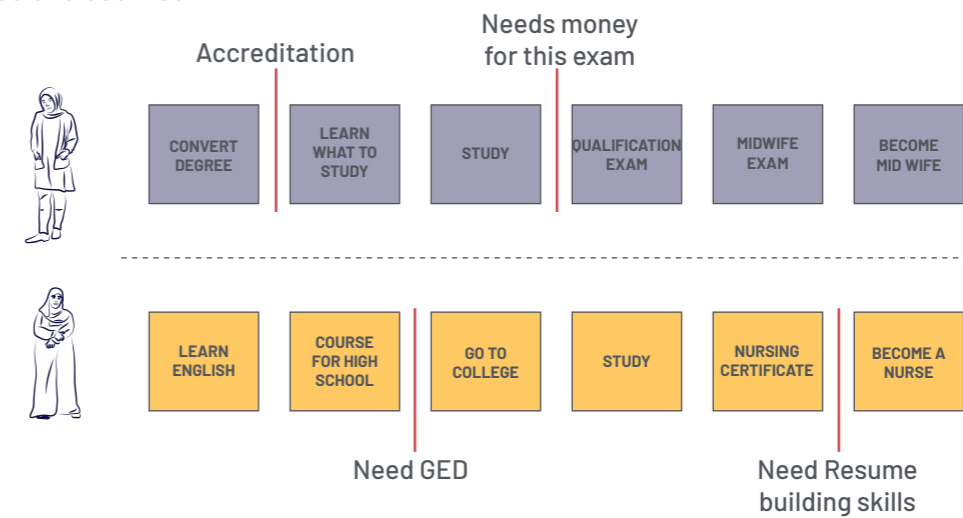 Accreditation
Needs money
for this exam
CONVERT
DEGREE
LEARN
WHAT TO
STUDY
STUDY
QUALIFICATION
EXAM
MIDWIFE
EXAM
BECOME
MID WIFE
LEARN
ENGLISH
COURSE
FOR HIGH
SCHOOL
GO TO
COLLEGE
STUDY
NURSING
CERTIFICATE
BECOME A
NURSE
Need GED
Need Resume
building skills